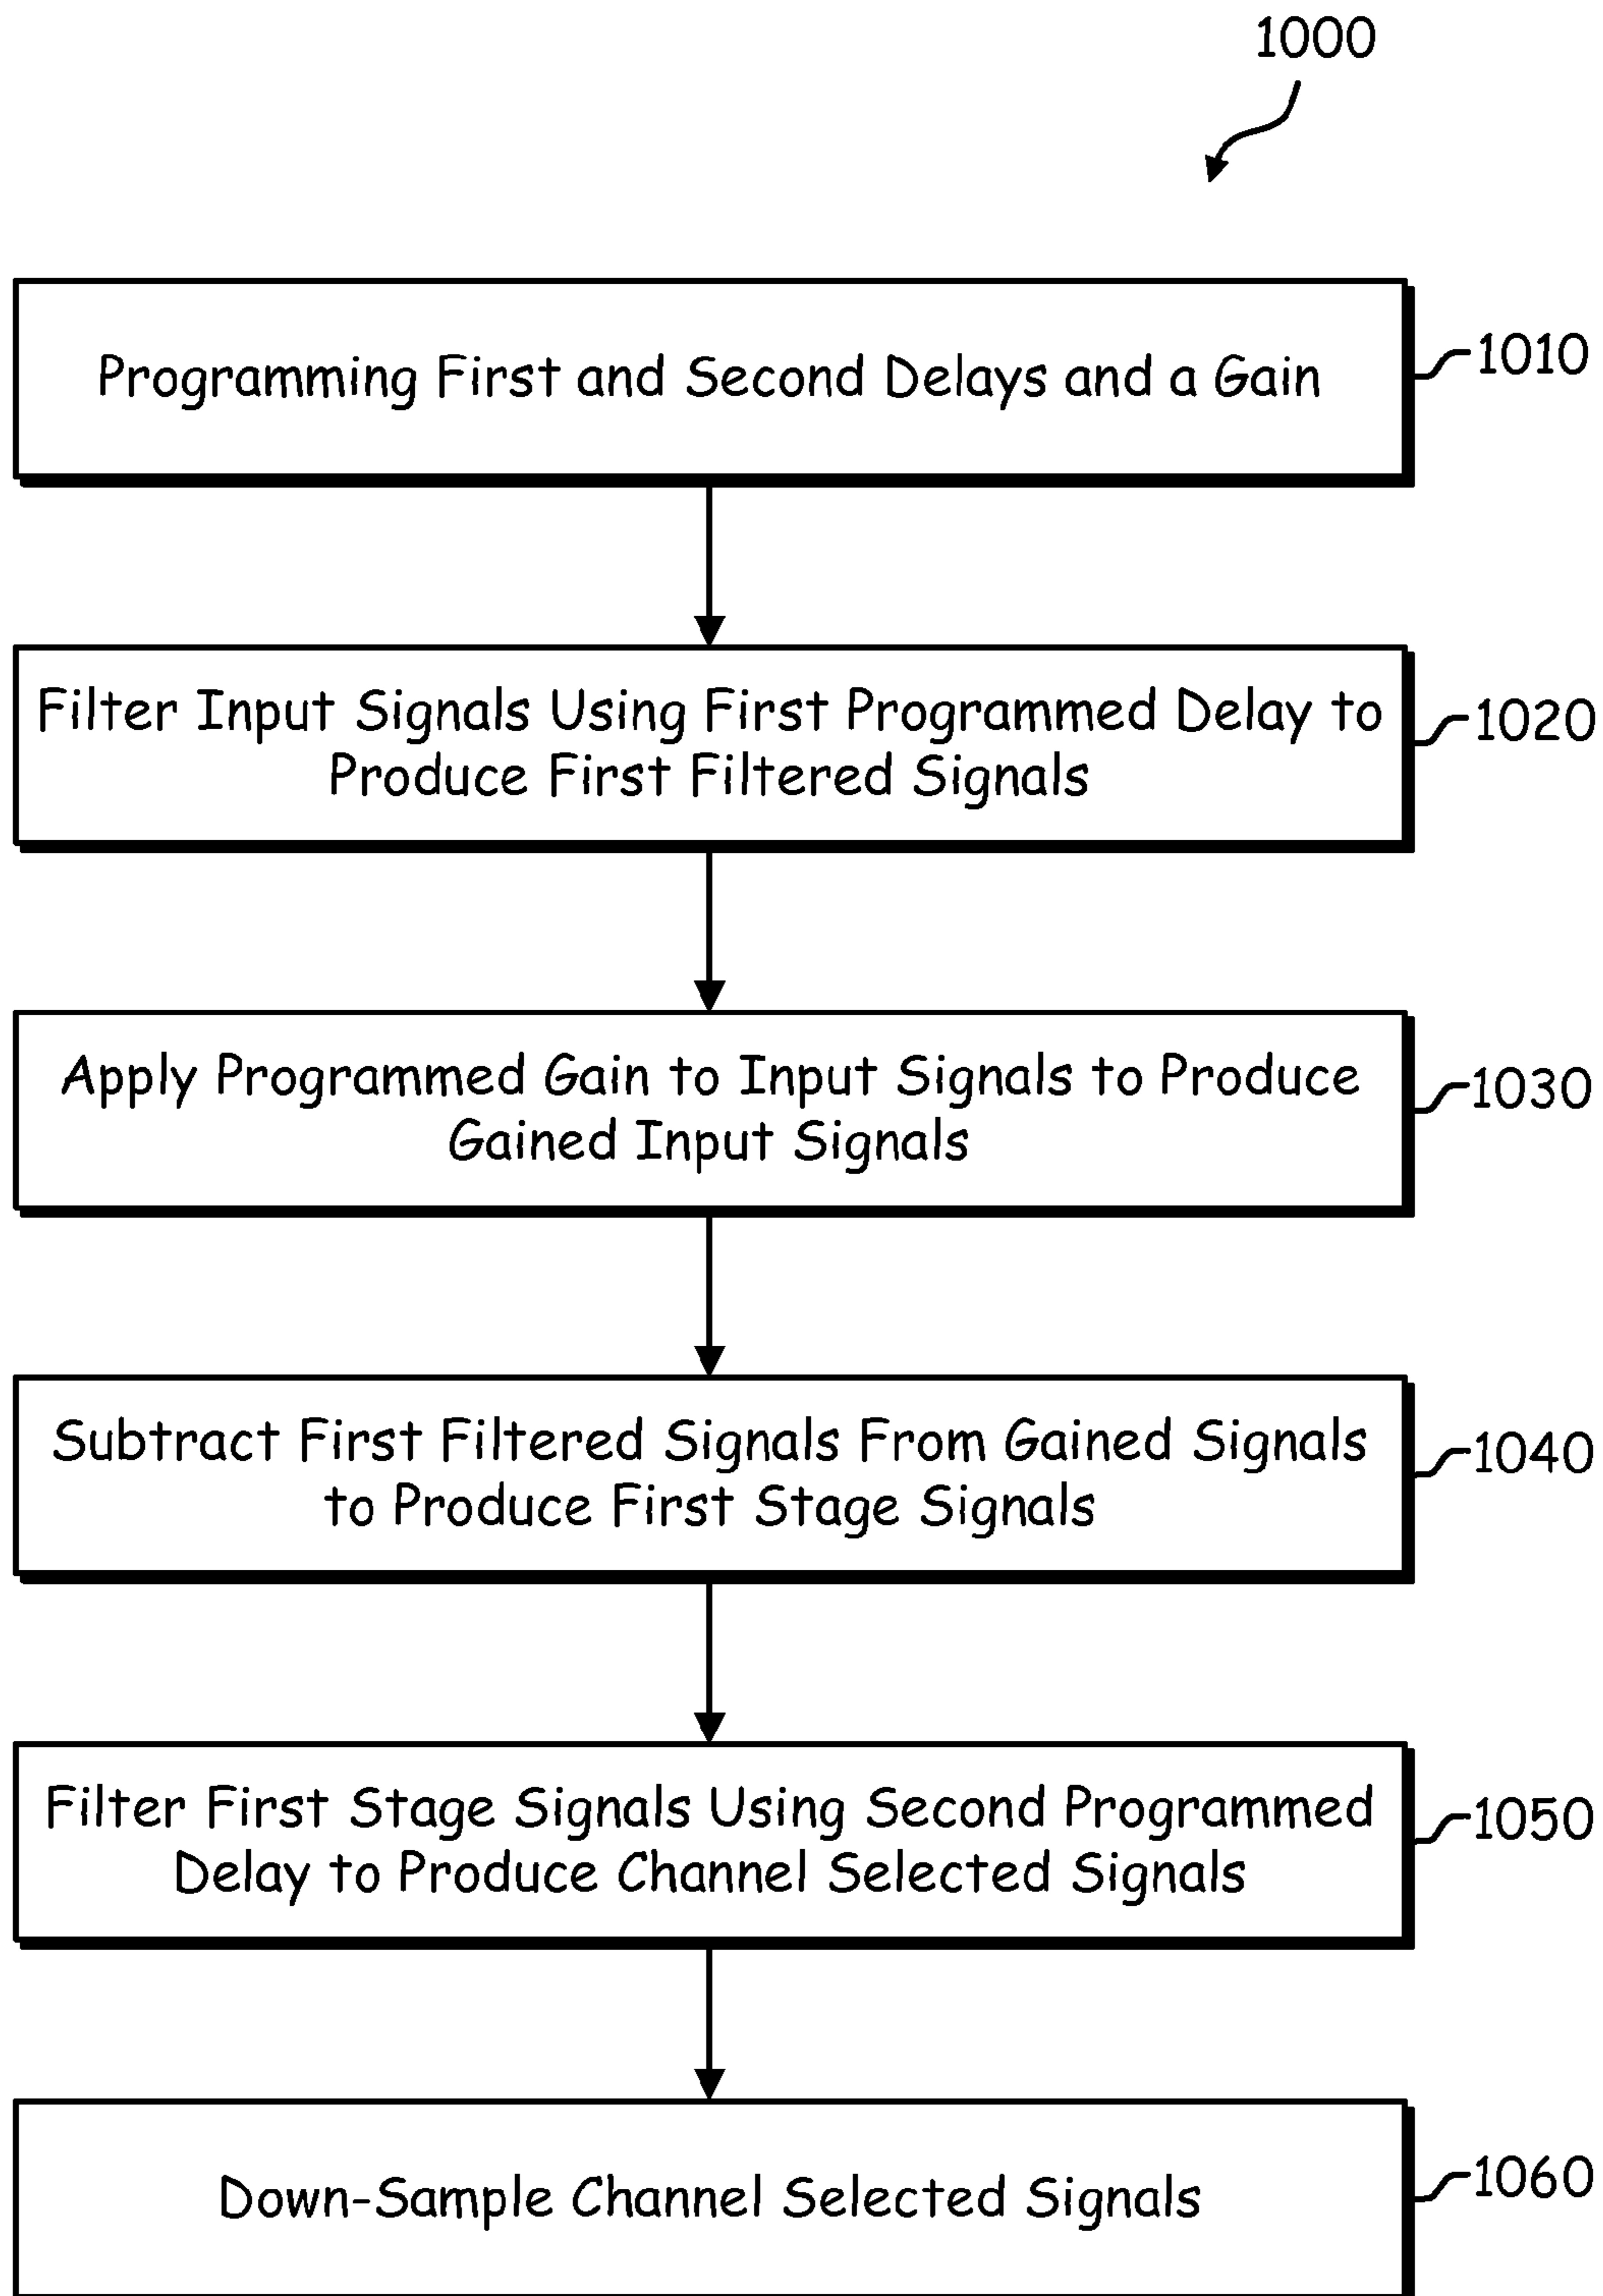 1000
Programming First and Second Delays and a Gain
1010
Filter Input Signals Using First Programmed Delay to
Produce First Filtered Signals
1020
Apply Programmed Gain to Input Signals to Produce
Gained Input Signals
1030
Subtract First Filtered Signals From Gained Signals
to Produce First Stage Signals
1040
Filter First Stage Signals Using Second Programmed
Delay to Produce Channel Selected Signals
1050
Down-Sample Channel Selected Signals
1060